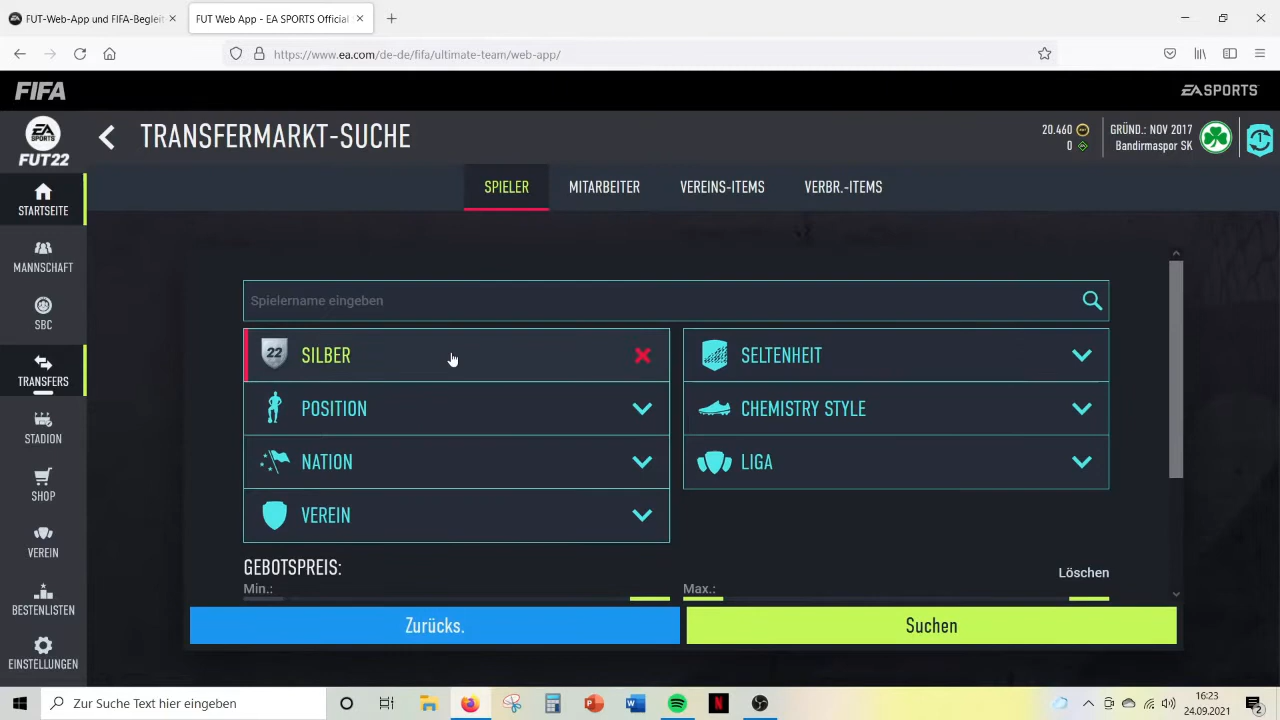 FUT-Web-App und FIFA-Begleit
FUT Web App - EA SPORTS Official
https://www.ea.com/de-de/fifa/ultimate-team/web-app/
FIFA
EA SPORTS
EA SPORTS
FUT22
TRANSFERMARKT-SUCHE
20.460
0
GRÜND.: NOV 2017
Bandirmaspor SK
STARTSEITE
MANNSCHAFT
SBC
TRANSFERS
STADION
SHOP
VEREIN
BESTENLISTEN
EINSTELLUNGEN
SPIELER
MITARBEITER
VEREINS-ITEMS
VERBR.-ITEMS
Spielername eingeben
22 SILBER
SELTENHEIT
POSITION
CHEMISTRY STYLE
NATION
LIGA
VEREIN
GEBOTSPREIS:
Löschen
Min.:
Max.:
Zurücks.
Suchen
Zur Suche Text hier eingeben
16:23
24.09.2021
2